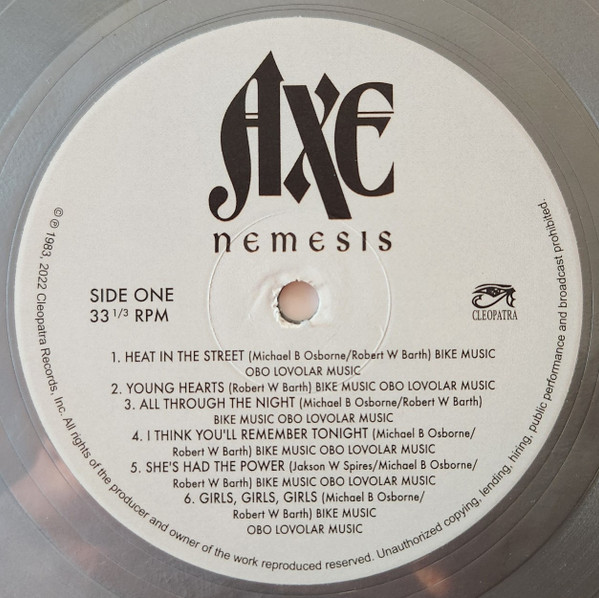 AXE
NEMESIS
SIDE ONE
33 1/3 RPM
CLEOPATRA
1. HEAT IN THE STREET (Michael B Osborne/Robert W Barth) BIKE MUSIC
OBO LOVOLAR MUSIC
2. YOUNG HEARTS (Robert W Barth) BIKE MUSIC OBO LOVOLAR MUSIC
3. ALL THROUGH THE NIGHT (Michael B Osborne/Robert W Barth)
BIKE MUSIC OBO LOVOLAR MUSIC
4. I THINK YOU'LL REMEMBER TONIGHT (Michael B Osborne/
Robert W Barth) BIKE MUSIC OBO LOVOLAR MUSIC
5. SHE'S HAD THE POWER (Jakson W Spires/Michael B Osborne/
Robert W Barth) BIKE MUSIC OBO LOVOLAR MUSIC
6. GIRLS, GIRLS, GIRLS (Michael B Osborne/
Robert W Barth) BIKE MUSIC
OBO LOVOLAR MUSIC
©℗ 1983, 2022 Cleopatra Records, Inc. All rights of the producer and owner of the work reproduced reserved. Unauthorized copying, lending, hiring, public performance and broadcast prohibited.